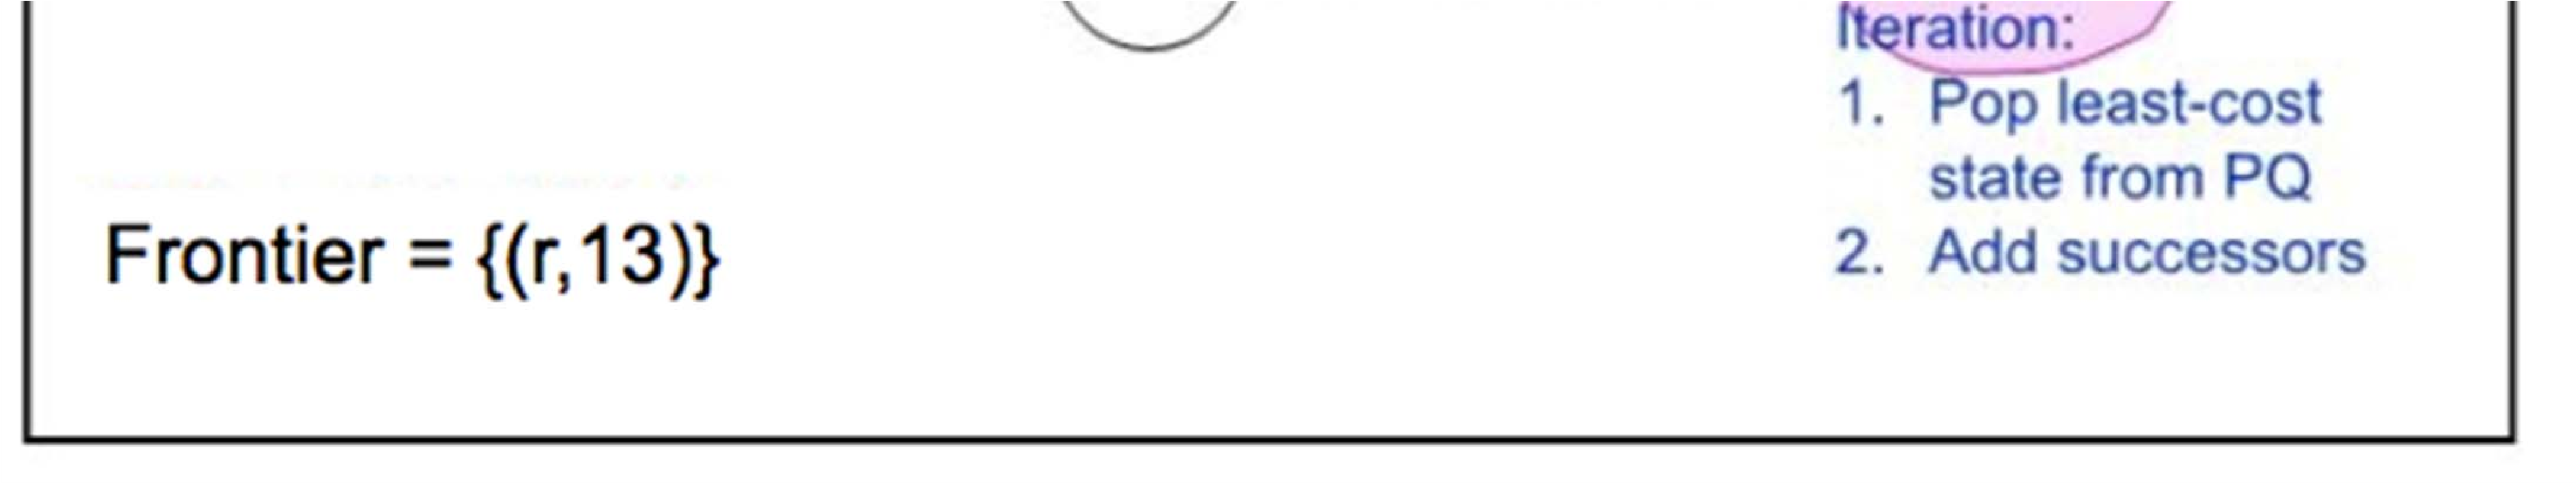 Iteration:
1. Pop least-cost
state from PQ
2. Add successors
Frontier = {(r,13)}